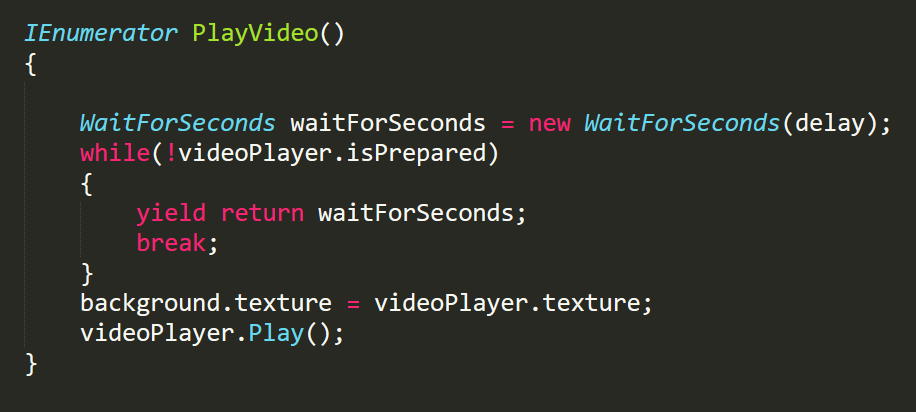 IEnumerator PlayVideo()
{
WaitForSeconds waitForSeconds = new WaitForSeconds(delay);
while(!videoPlayer.isPrepared)
{
yield return waitForSeconds;
break;
}
background.texture = videoPlayer.texture;
videoPlayer.Play();
}